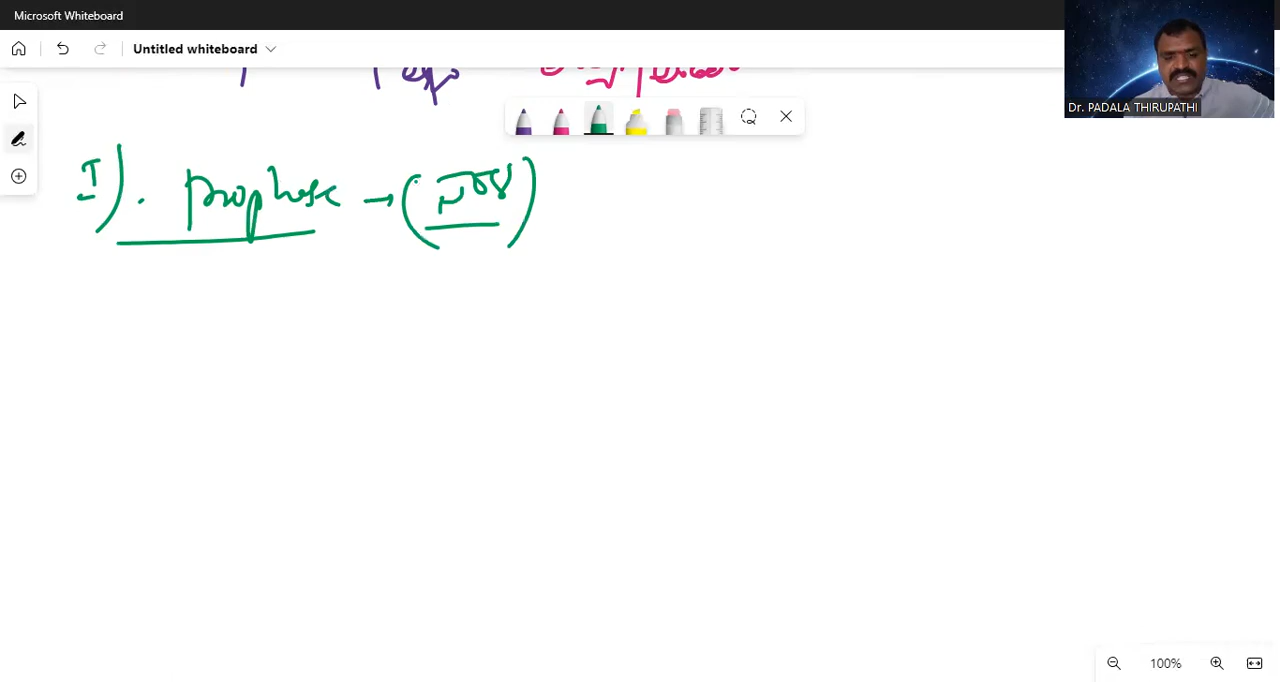 Microsoft Whiteboard
Untitled whiteboard
Dr. PADALA THIRUPATHI
I). Prophase → (
100%